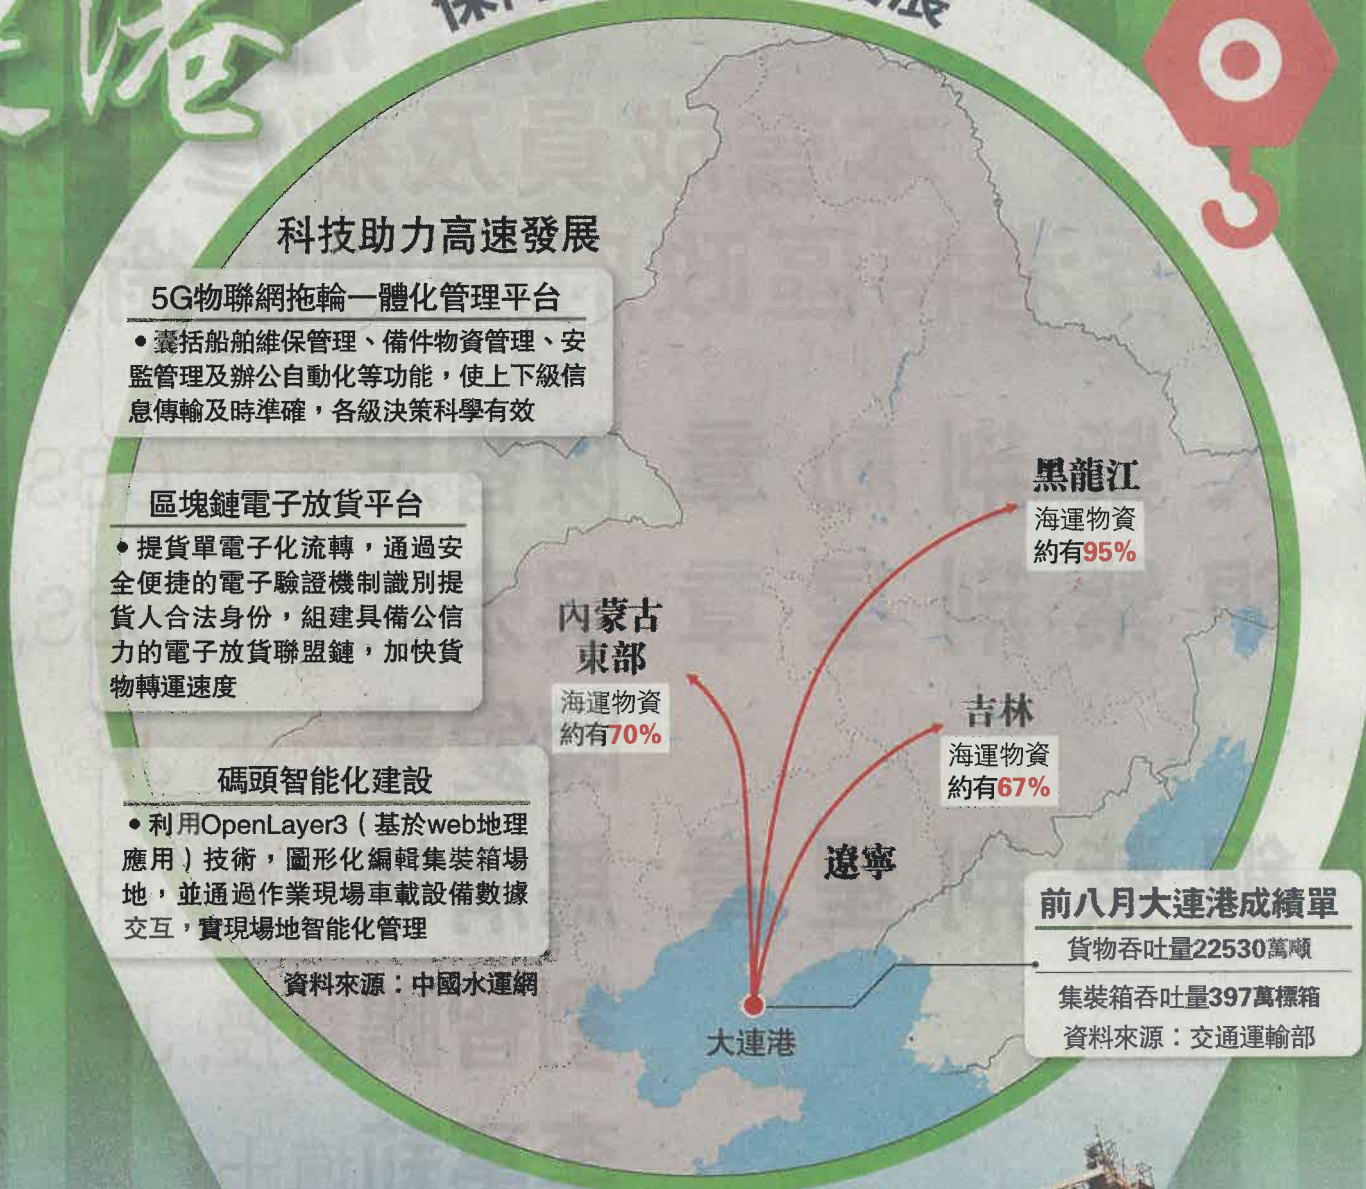 港
科技助力高速發展
5G物聯網拖輪一體化管理平台
•囊括船舶維保管理、備件物資管理、安
監管理及辦公自動化等功能，使上下級信
息傳輸及時準確，各級決策科學有效
區塊鏈電子放貨平台
•提貨單電子化流轉，通過安
全便捷的電子驗證機制識別提
貨人合法身份，組建具備公信
力的電子放貨聯盟鏈，加快貨
物轉運速度
碼頭智能化建設
•利用OpenLayer3（基於web地理
應用）技術，圖形化編輯集裝箱場
地，並通過作業現場車載設備數據
交互，實現場地智能化管理
資料來源：中國水運網
黑龍江
海運物資
約有95%
內蒙古
東部
海運物資
約有70%
吉林
海運物資
約有67%
遼寧
大連港
前八月大連港成績單
貨物吞吐量22530萬噸
集裝箱吞吐量397萬標箱
資料來源：交通運輸部